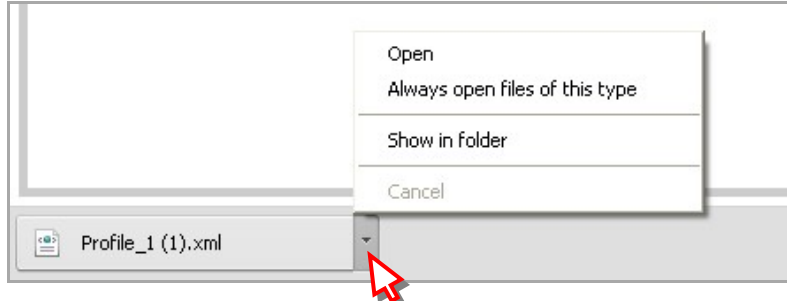 Open
Always open files of this type
Show in folder
Cancel
Profile_1 (1).xml